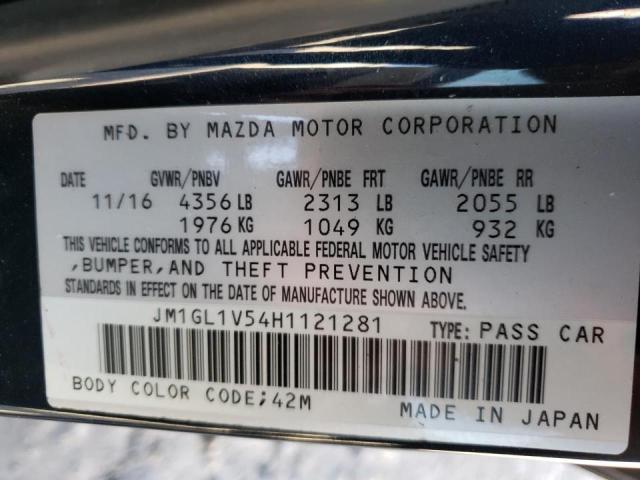 MFD. BY MAZDA MOTOR CORPORATION
DATE GVWR/PNBV GAWR/PNBE FRT GAWR/PNBE RR
11/16 4356 LB 2313 LB 2055 LB
1976 KG 1049 KG 932 KG
THIS VEHICLE CONFORMS TO ALL APPLICABLE FEDERAL MOTOR VEHICLE SAFETY
,BUMPER,AND THEFT PREVENTION
STANDARDS IN EFFECT ON THE DATE OF MANUFACTURE SHOWN ABOVE.
JM1GL1V54H1121281 TYPE: PASS CAR
BODY COLOR CODE;42M
MADE IN JAPAN